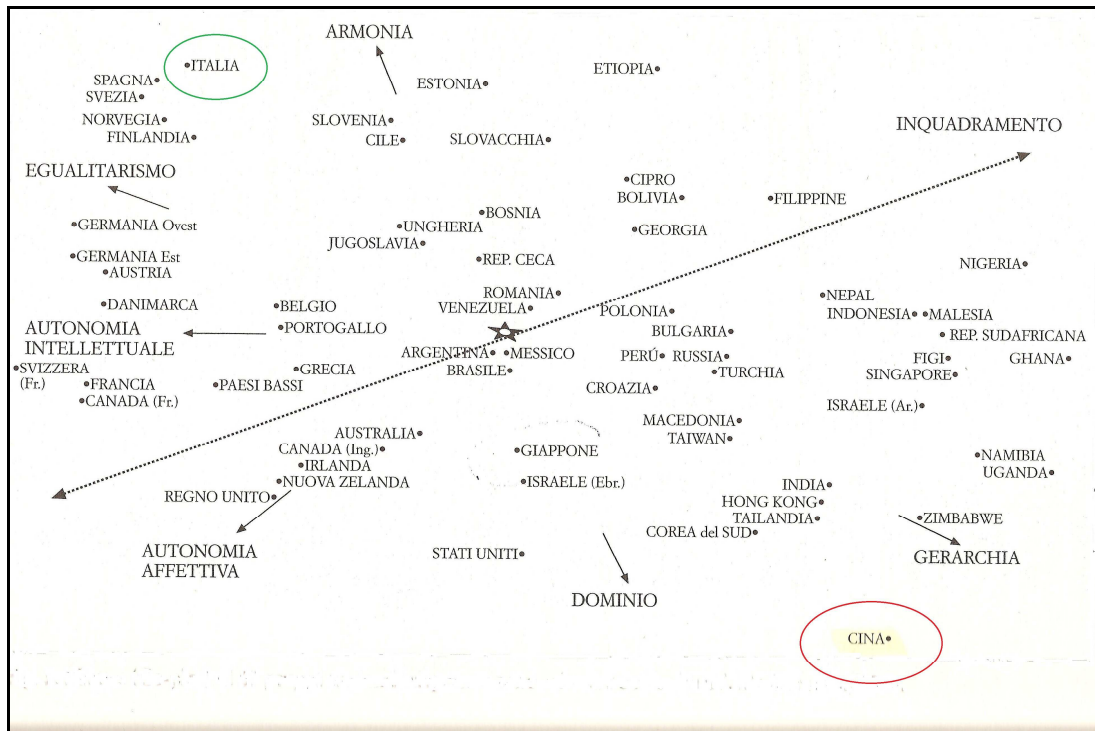 ARMONIA
ITALIA
ETIOPIA
SPAGNA
ESTONIA
SVEZIA
NORVEGIA
SLOVENIA
FINLANDIA
CILE
SLOVACCHIA
INQUADRAMENTO
EGUALITARISMO
CIPRO
BOLIVIA
FILIPPINE
GERMANIA Ovest
BOSNIA
UNGHERIA
GEORGIA
JUGOSLAVIA
GERMANIA Est
REP. CECA
AUSTRIA
NIGERIA
ROMANIA
NEPAL
DANIMARCA
BELGIO
VENEZUELA
POLONIA
INDONESIA
MALESIA
AUTONOMIA
INTELLETTUALE
PORTOGALLO
BULGARIA
REP. SUDAFRICANA
ARGENTINA
MESSICO
PERÚ
RUSSIA
FIGI
GHANA
SVIZZERA
(Fr.)
GRECIA
BRASILE
TURCHIA
SINGAPORE
FRANCIA
PAESI BASSI
CROAZIA
CANADA (Fr.)
ISRAELE (Ar.)
MACEDONIA
AUSTRALIA
TAIWAN
CANADA (Ing.)
GIAPPONE
NAMIBIA
IRLANDA
UGANDA
NUOVA ZELANDA
ISRAELE (Ebr.)
INDIA
REGNO UNITO
HONG KONG
TAILANDIA
ZIMBABWE
COREA del SUD
AUTONOMIA
AFFETTIVA
STATI UNITI
GERARCHIA
DOMINIO
CINA